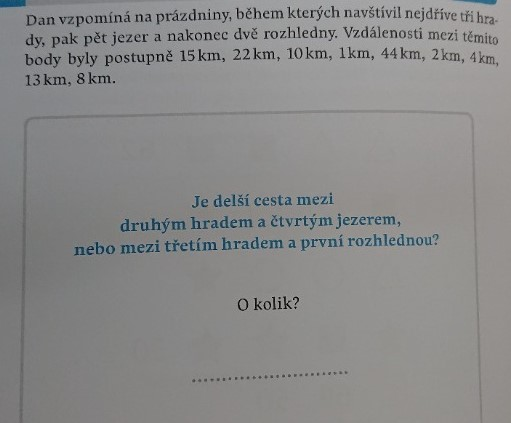 Dan vzpomíná na prázdniny, během kterých navštívil nejdříve tři hra-
dy, pak pět jezer a nakonec dvě rozhledny. Vzdálenosti mezi těmito
body byly postupně 15 km, 22 km, 10 km, 1 km, 44 km, 2 km, 4 km,
13 km, 8 km.
Je delší cesta mezi
druhým hradem a čtvrtým jezerem,
nebo mezi třetím hradem a první rozhlednou?
O kolik?